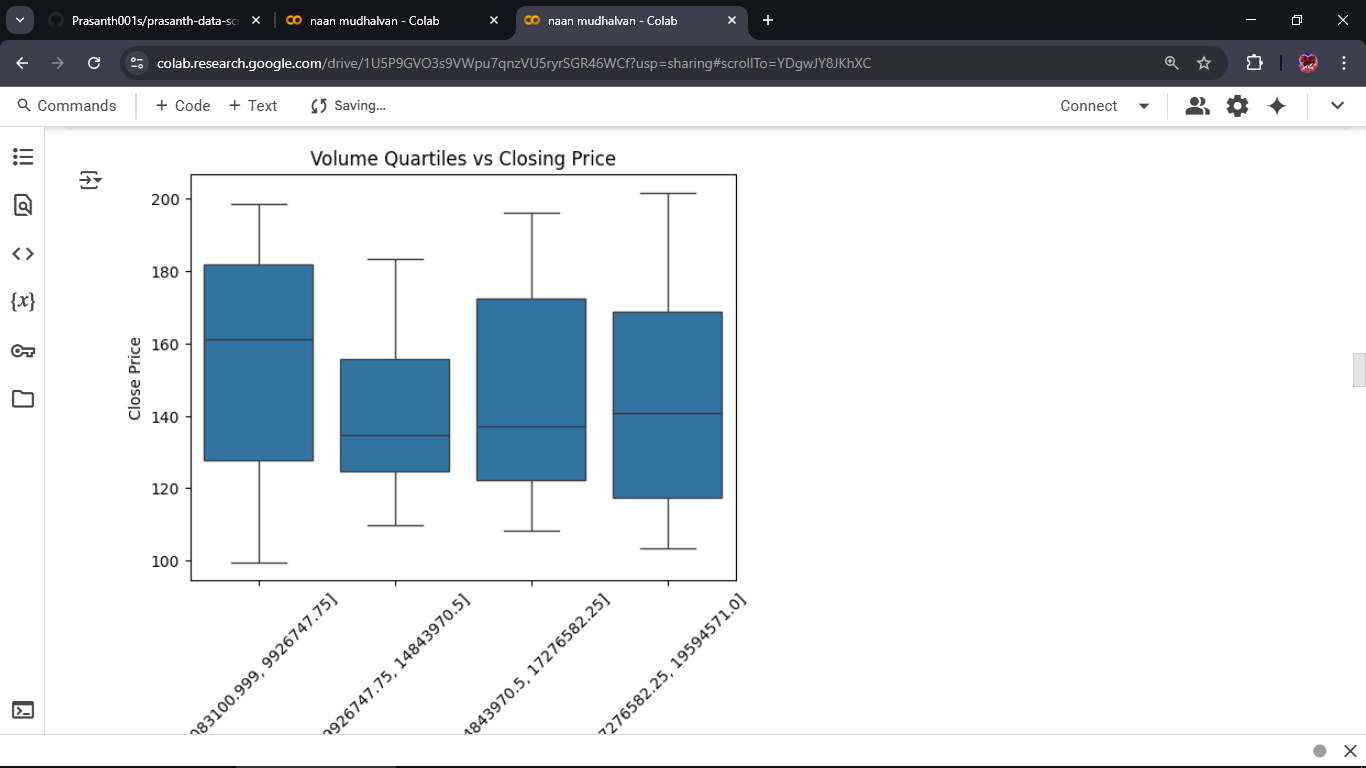 Prasanth001s/prasanth-data-sci
naan mudhalvan - Colab
naan mudhalvan - Colab
colab.research.google.com/drive/1U5P9GVO3s9VWpu7qnzVU5ryrSGR46WCf?usp=sharing#scrollTo=YDgwJY8JKhXC
Commands
+ Code
+ Text
Saving...
Connect
{x}
Volume Quartiles vs Closing Price
200
180
160
140
120
100
Close Price
083100.999, 9926747.75]
9926747.75, 14843970.5]
4843970.5, 17276582.25]
7276582.25, 19594571.0]